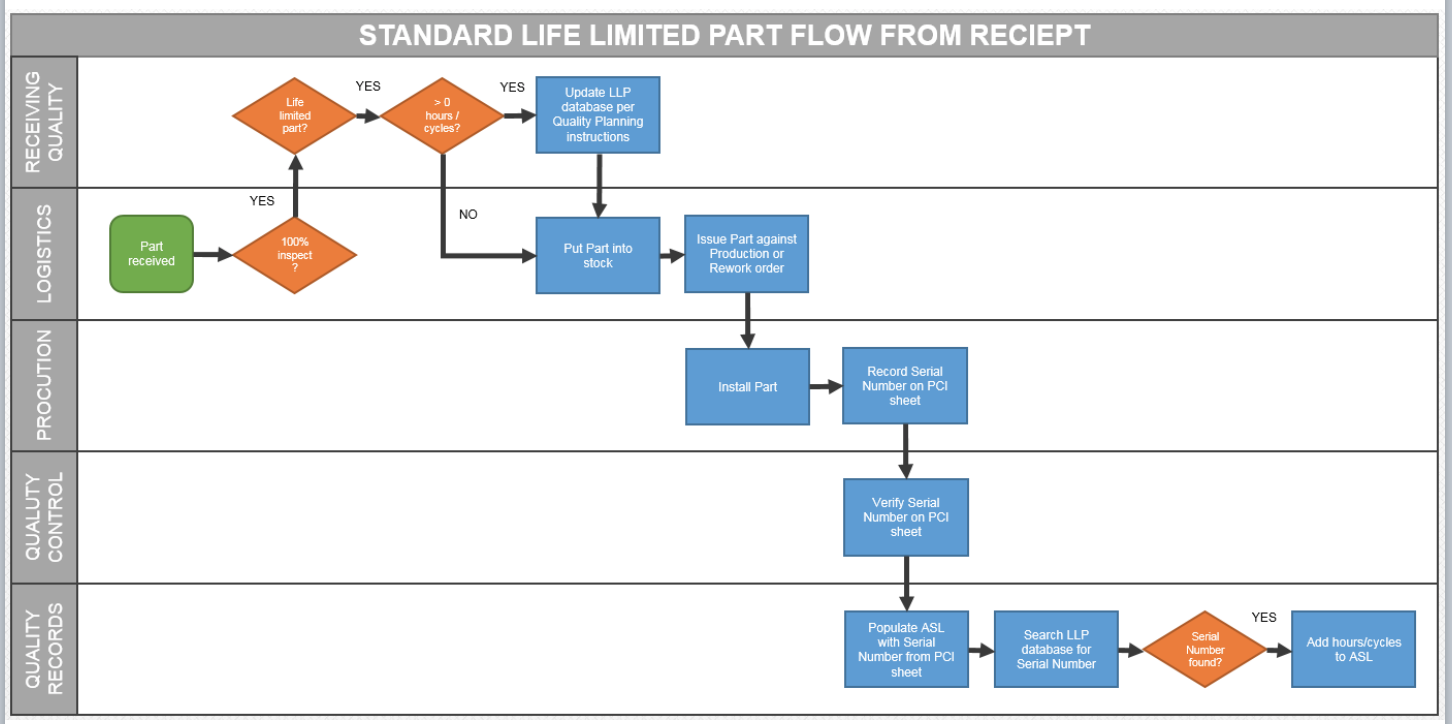 STANDARD LIFE LIMITED PART FLOW FROM RECIEPT
RECEIVING
QUALITY
Life
limited
part?
YES
> 0
hours /
cycles?
YES
Update LLP
database per
Quality Planning
instructions
LOGISTICS
Part
received
YES
100%
inspect
?
NO
Put Part into
stock
Issue Part against
Production or
Rework order
PROCUTION
Install Part
Record Serial
Number on PCI
sheet
QUALUTY
CONTROL
Verify Serial
Number on PCI
sheet
QUALITY
RECORDS
Populate ASL
with Serial
Number from PCI
sheet
Search LLP
database for
Serial Number
Serial
Number
found?
YES
Add hours/cycles
to ASL